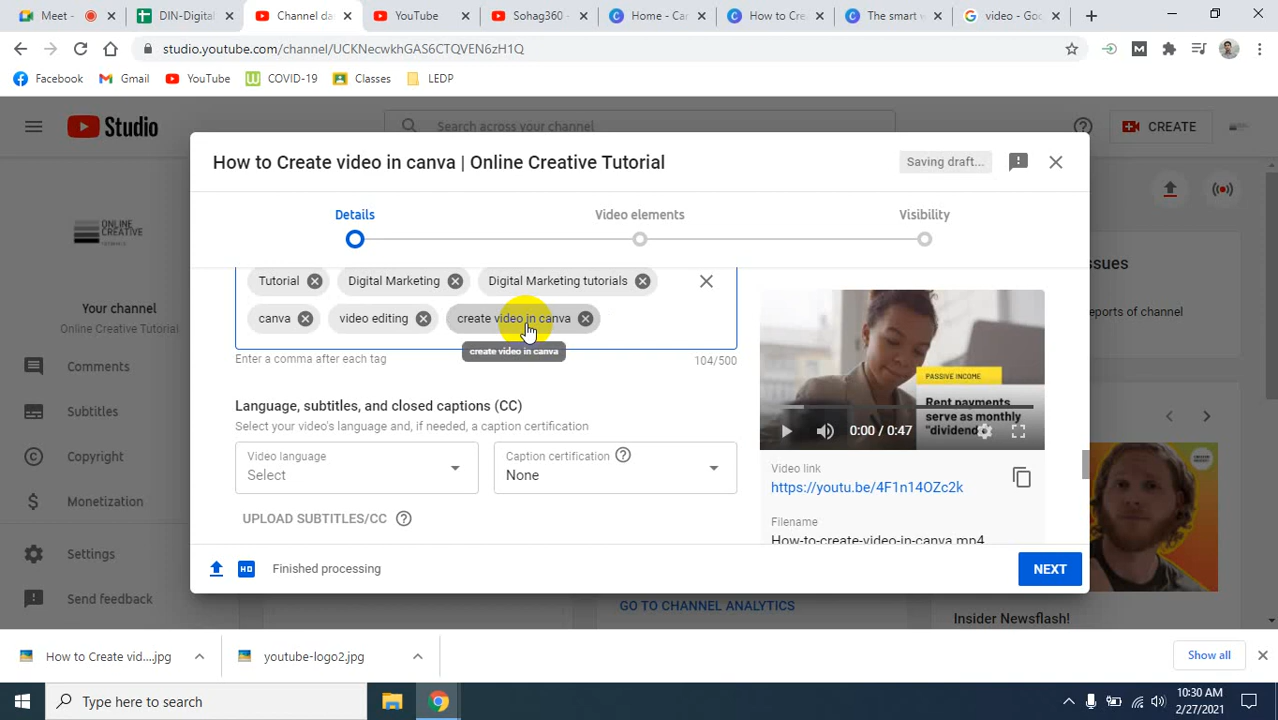 Meet -
DIN-Digital
Channel da
YouTube
Sohag360 -
Home - Can
How to Cre
The smart w
video - Goo
studio.youtube.com/channel/UCKNecwkhGAS6CTQVEN6zH1Q
M
Facebook
Gmail
YouTube
COVID-19
Classes
LEDP
Studio
Search across your channel
CREATE
How to Create video in canva | Online Creative Tutorial
Saving draft...
Details
Video elements
Visibility
ONLINE
CREATIVE
Your channel
Online Creative Tutorial
Comments
Subtitles
Copyright
Monetization
Settings
Send feedback
Tutorial
Digital Marketing
Digital Marketing tutorials
canva
video editing
create video in canva
create video in canva
Enter a comma after each tag
104/500
Language, subtitles, and closed captions (CC)
Select your video's language and, if needed, a caption certification
Video language
Select
Caption certification
None
UPLOAD SUBTITLES/CC
PASSIVE INCOME
Rent payments
serve as monthly
"dividend
0:00 / 0:47
Video link
https://youtu.be/4F1n14OZc2k
Filename
How-to-create-video-in-canva.mp4
HD
Finished processing
NEXT
ssues
reports of channel
GO TO CHANNEL ANALYTICS
Insider Newsflash!
How to Create vid....jpg
youtube-logo2.jpg
Show all
Type here to search
10:30 AM
2/27/2021